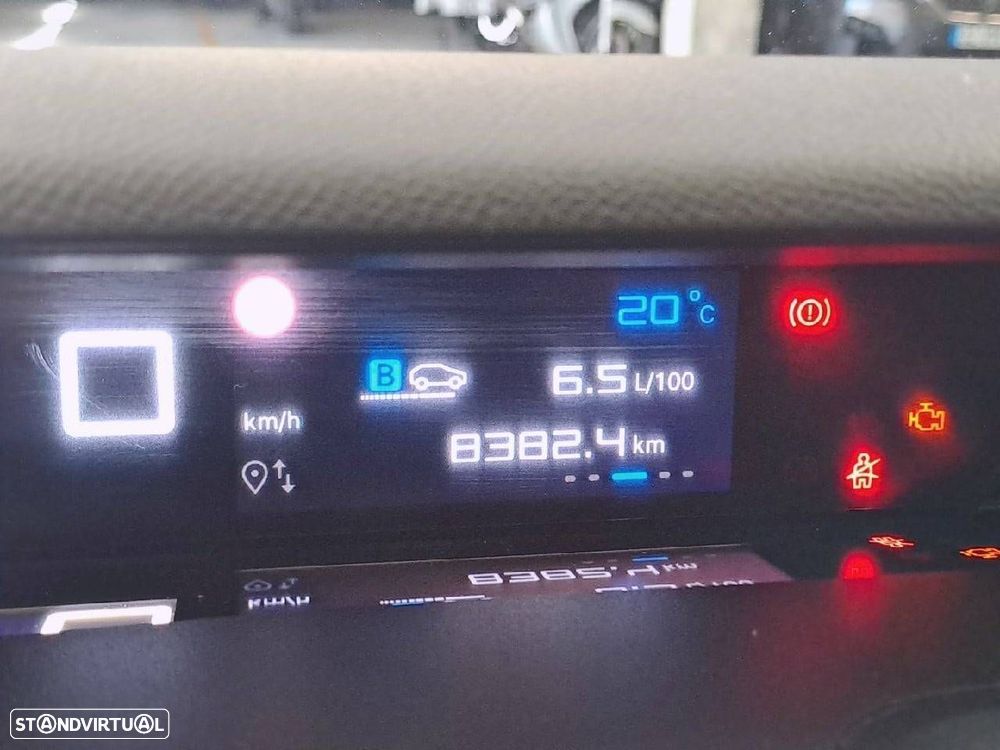 20 °C
B 6.5 L/100
km/h
8382.4 km
STANDVIRTUAL